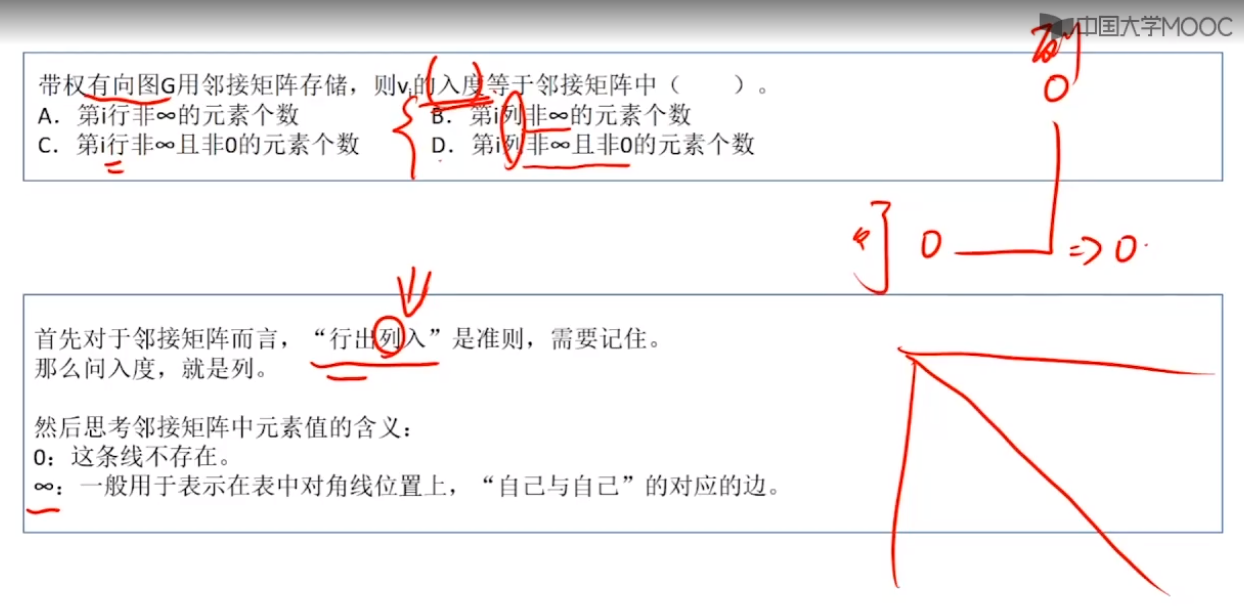 中国大学MOOC
列
0
带权有向图G用邻接矩阵存储，则vi的入度等于邻接矩阵中（　　）。
A. 第i行非∞的元素个数　　B. 第i列非∞的元素个数
C. 第i行非∞且非0的元素个数　　D. 第i列非∞且非0的元素个数
0 => 0
首先对于邻接矩阵而言，“行出列入”是准则，需要记住。
那么问入度，就是列。
然后思考邻接矩阵中元素值的含义：
0：这条线不存在。
∞：一般用于表示在表中对角线位置上，“自己与自己”的对应的边。